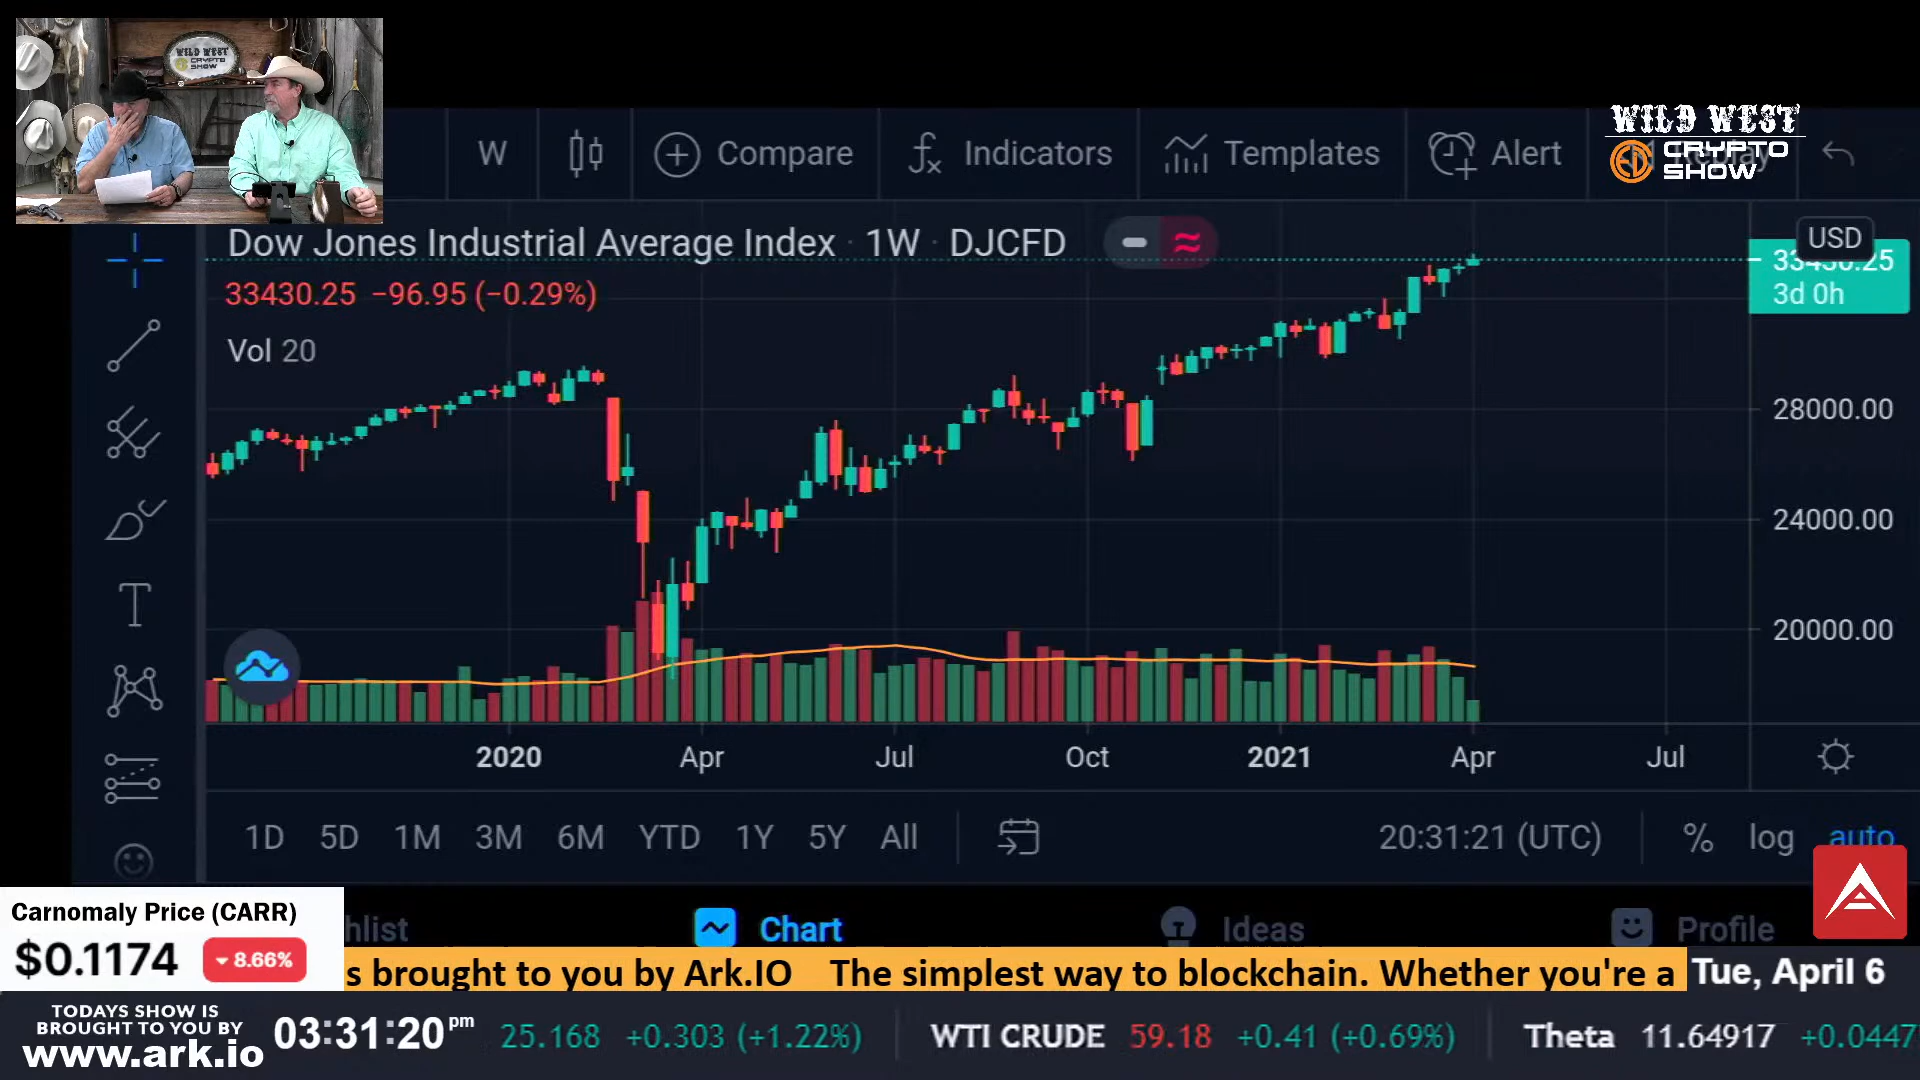 WILD WEST
CRYPTO
SHOW
W
Compare
Indicators
Templates
Alert
WILD WEST
CRYPTO
SHOW
Dow Jones Industrial Average Index · 1W · DJCFD
USD
33430.25
3d 0h
33430.25 −96.95 (−0.29%)
Vol 20
28000.00
24000.00
20000.00
2020 Apr Jul Oct 2021 Apr Jul
1D 5D 1M 3M 6M YTD 1Y 5Y All
20:31:21 (UTC)
% log auto
hlist
Chart
Ideas
Profile
Carnomaly Price (CARR)
$0.1174
8.66%
s brought to you by Ark.IO The simplest way to blockchain. Whether you're a
Tue, April 6
TODAYS SHOW IS
BROUGHT TO YOU BY
www.ark.io
03:31:20 pm
25.168 +0.303 (+1.22%)
WTI CRUDE 59.18 +0.41 (+0.69%)
Theta 11.64917 +0.0447